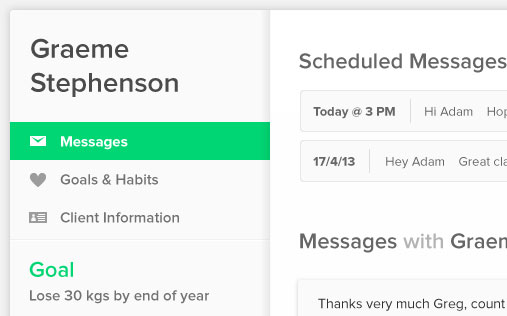 Graeme
Stephenson
Messages
Goals & Habits
Client Information
Goal
Lose 30 kgs by end of year
Scheduled Messages
Today @ 3 PM Hi Adam Hop
17/4/13 Hey Adam Great cla
Messages with Graem
Thanks very much Greg, count